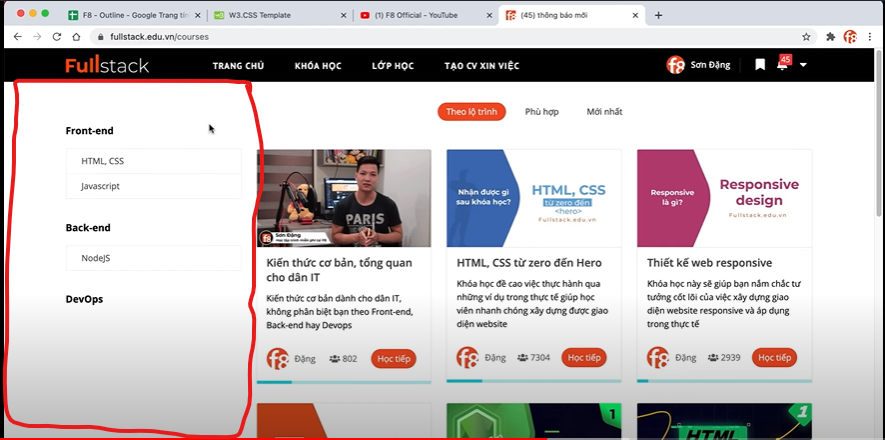 F8 - Outline - Google Trang tín
W3.CSS Template
(1) F8 Official - YouTube
(45) thông báo mới
fullstack.edu.vn/courses
Fullstack
TRANG CHỦ
KHÓA HỌC
LỚP HỌC
TẠO CV XIN VIỆC
f8
Sơn Đặng
45
Theo lộ trình
Phù hợp
Mới nhất
Front-end
HTML, CSS
Javascript
Back-end
NodeJS
DevOps
PARIS
f8
Sơn Đặng
Kiến thức cơ bản, tổng quan
cho dân IT
Kiến thức cơ bản dành cho dân IT,
không phân biệt bạn theo Front-end,
Back-end hay Devops
f8
Đặng
802
Học tiếp
Nhận được gì
sau khóa học?
HTML, CSS
từ zero đến
<hero>
Fullstack.edu.vn
HTML, CSS từ zero đến Hero
Khóa học đề cao việc thực hành qua
những ví dụ trong thực tế giúp học
viên nhanh chóng xây dựng được giao
diện website
f8
Đặng
7304
Học tiếp
Responsive
là gì?
Responsive
design
Fullstack.edu.vn
Thiết kế web responsive
Khóa học này sẽ giúp bạn nắm chắc tư
tưởng cốt lõi của việc xây dựng giao
diện website responsive và áp dụng
trong thực tế
f8
Đặng
2939
Học tiếp
1
HTML
1